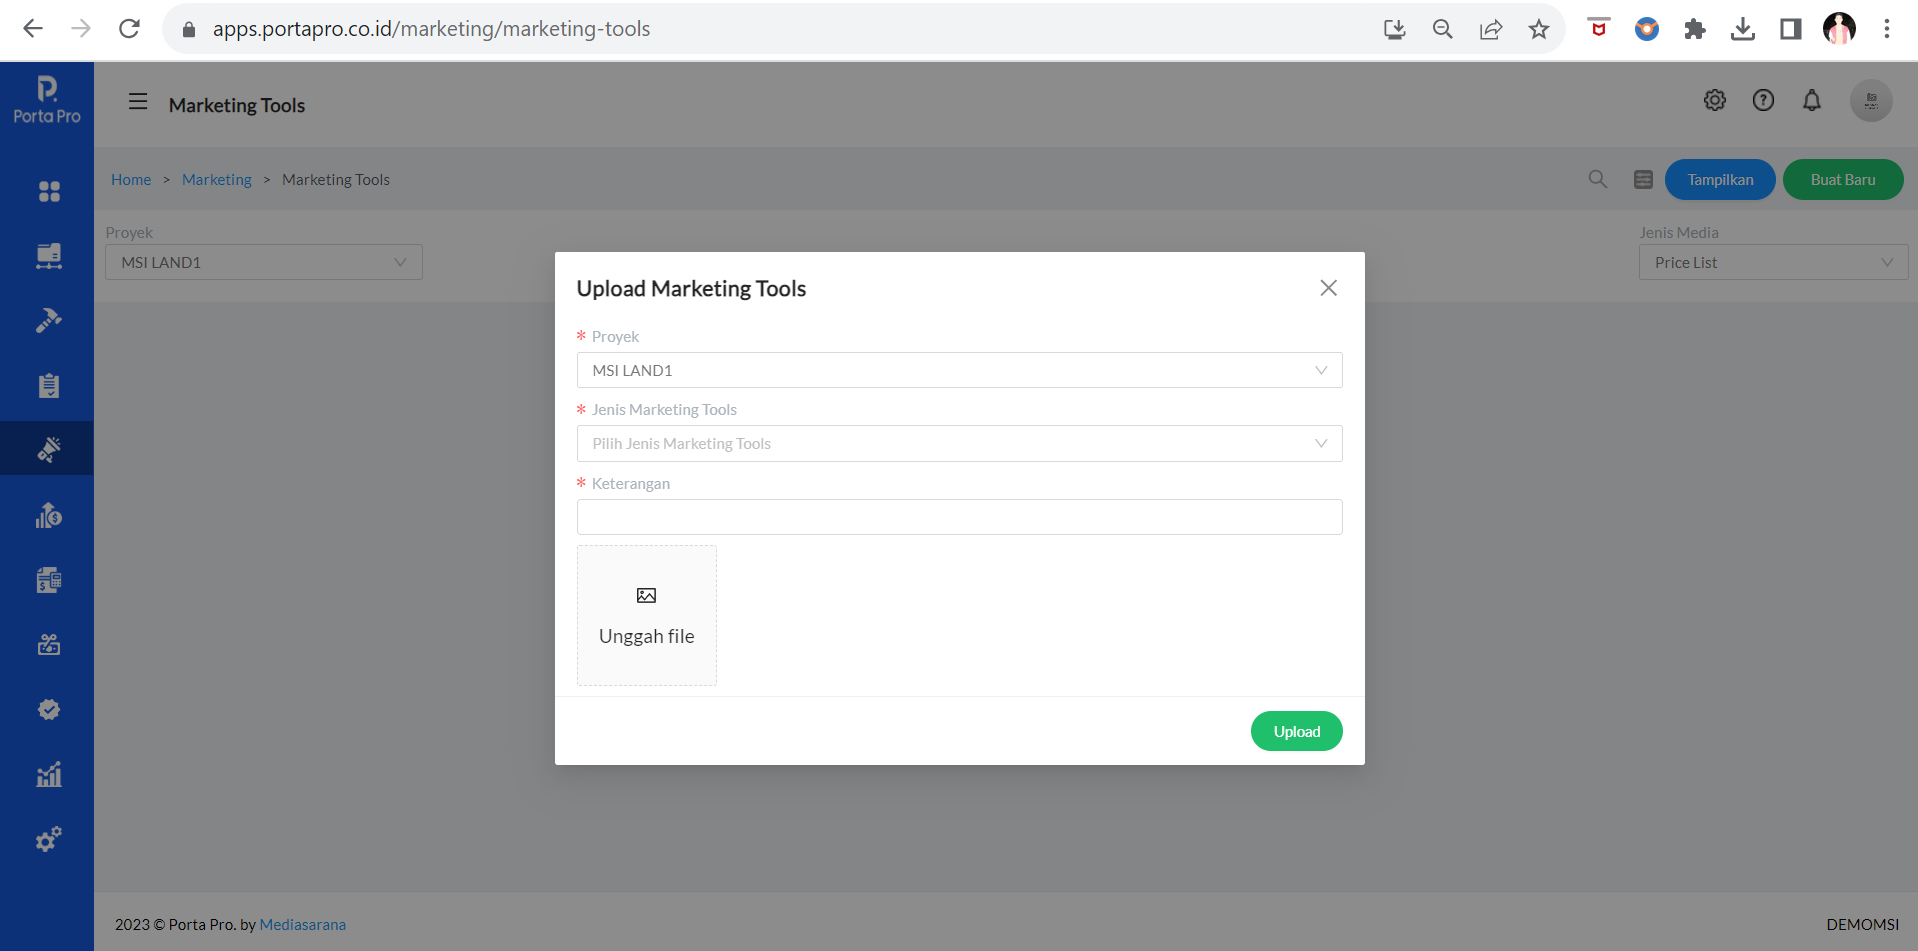 apps.portapro.co.id/marketing/marketing-tools
Porta Pro
Marketing Tools
Home > Marketing > Marketing Tools
Tampilkan
Buat Baru
Proyek
MSI LAND1
Jenis Media
Price List
Upload Marketing Tools
* Proyek
MSI LAND1
* Jenis Marketing Tools
Pilih Jenis Marketing Tools
* Keterangan
Unggah file
Upload
2023 © Porta Pro. by Mediasarana
DEMOMSI